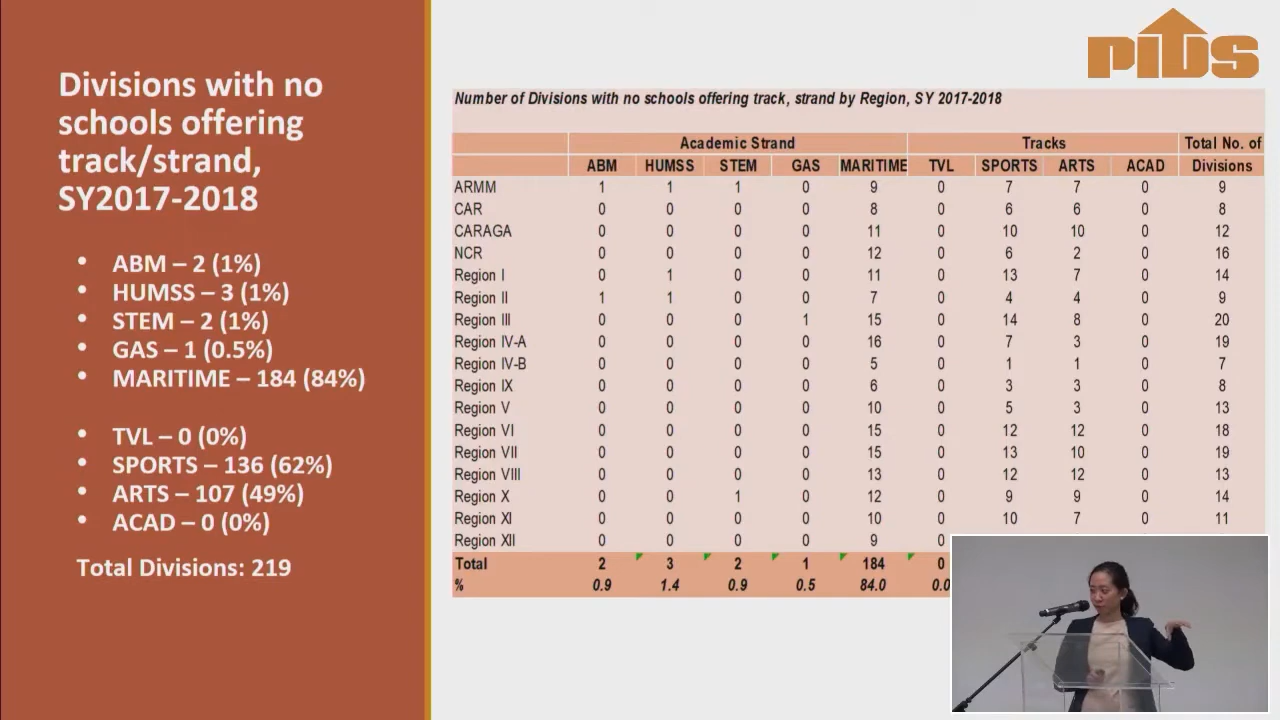 PIDS
Divisions with no
schools offering
track/strand,
SY2017-2018
• ABM – 2 (1%)
• HUMSS – 3 (1%)
• STEM – 2 (1%)
• GAS – 1 (0.5%)
• MARITIME – 184 (84%)
• TVL – 0 (0%)
• SPORTS – 136 (62%)
• ARTS – 107 (49%)
• ACAD – 0 (0%)
Total Divisions: 219
Number of Divisions with no schools offering track, strand by Region, SY 2017-2018
Academic Strand Tracks Total No. of
ABM HUMSS STEM GAS MARITIME TVL SPORTS ARTS ACAD Divisions
ARMM 1 1 1 0 9 0 7 7 0 9
CAR 0 0 0 0 8 0 6 6 0 8
CARAGA 0 0 0 0 11 0 10 10 0 12
NCR 0 0 0 0 12 0 6 2 0 16
Region I 0 1 0 0 11 0 13 7 0 14
Region II 1 1 0 0 7 0 4 4 0 9
Region III 0 0 0 1 15 0 14 8 0 20
Region IV-A 0 0 0 0 16 0 7 3 0 19
Region IV-B 0 0 0 0 5 0 1 1 0 7
Region IX 0 0 0 0 6 0 3 3 0 8
Region V 0 0 0 0 10 0 5 3 0 13
Region VI 0 0 0 0 15 0 12 12 0 18
Region VII 0 0 0 0 15 0 13 10 0 19
Region VIII 0 0 0 0 13 0 12 12 0 13
Region X 0 0 1 0 12 0 9 9 0 14
Region XI 0 0 0 0 10 0 10 7 0 11
Region XII 0 0 0 0 9 0
Total 2 3 2 1 184 0
% 0.9 1.4 0.9 0.5 84.0 0.0